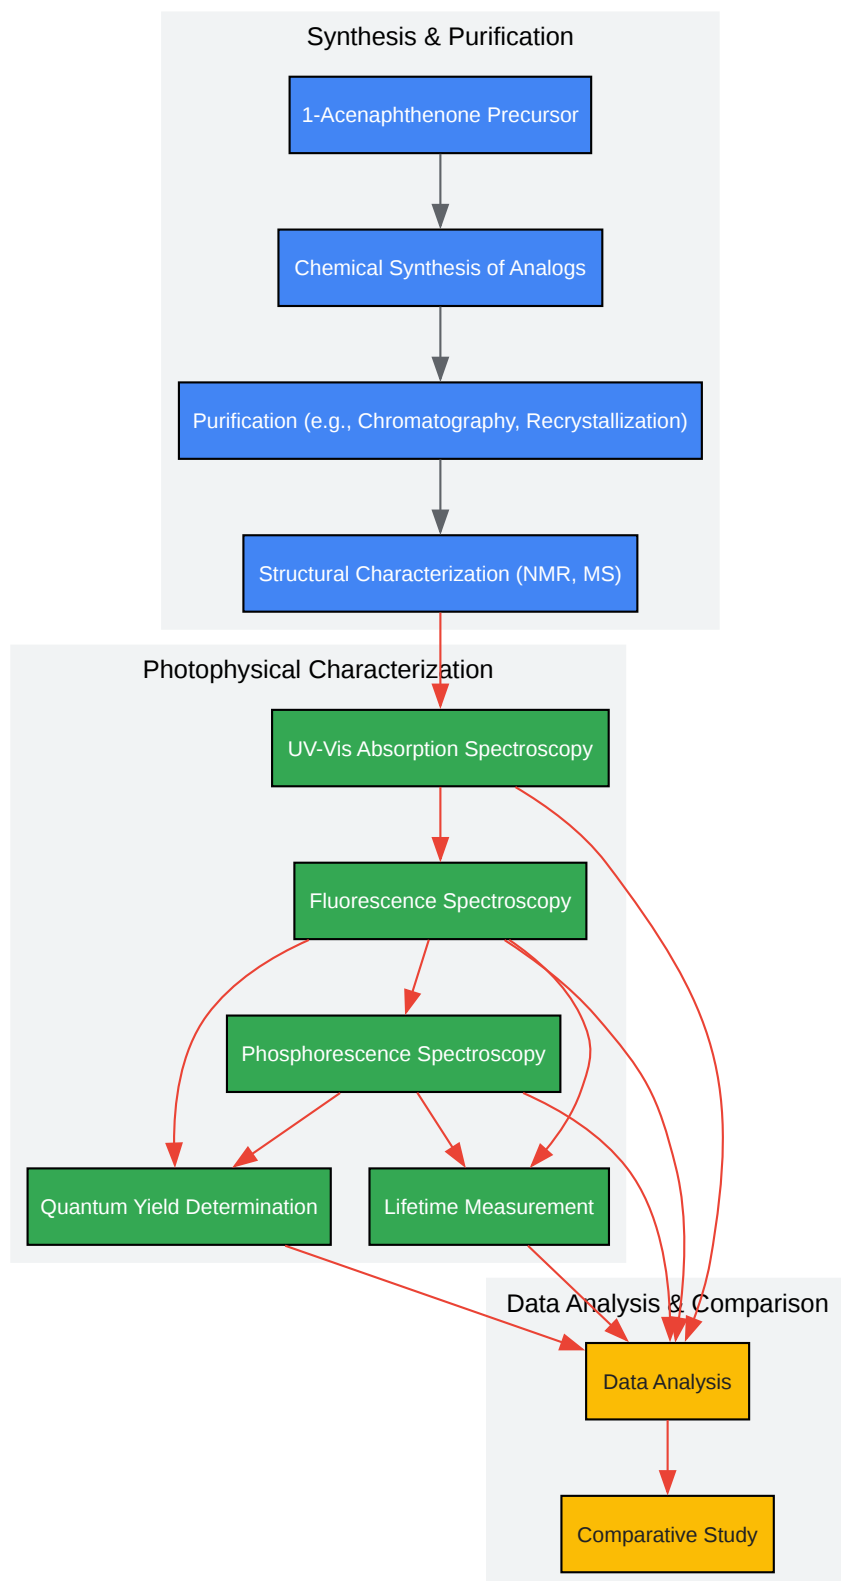 Synthesis & Purification
1-Acenaphthenone Precursor
Chemical Synthesis of Analogs
Purification (e.g., Chromatography, Recrystallization)
Structural Characterization (NMR, MS)
Photophysical Characterization
UV-Vis Absorption Spectroscopy
Fluorescence Spectroscopy
Phosphorescence Spectroscopy
Quantum Yield Determination
Lifetime Measurement
Data Analysis & Comparison
Data Analysis
Comparative Study